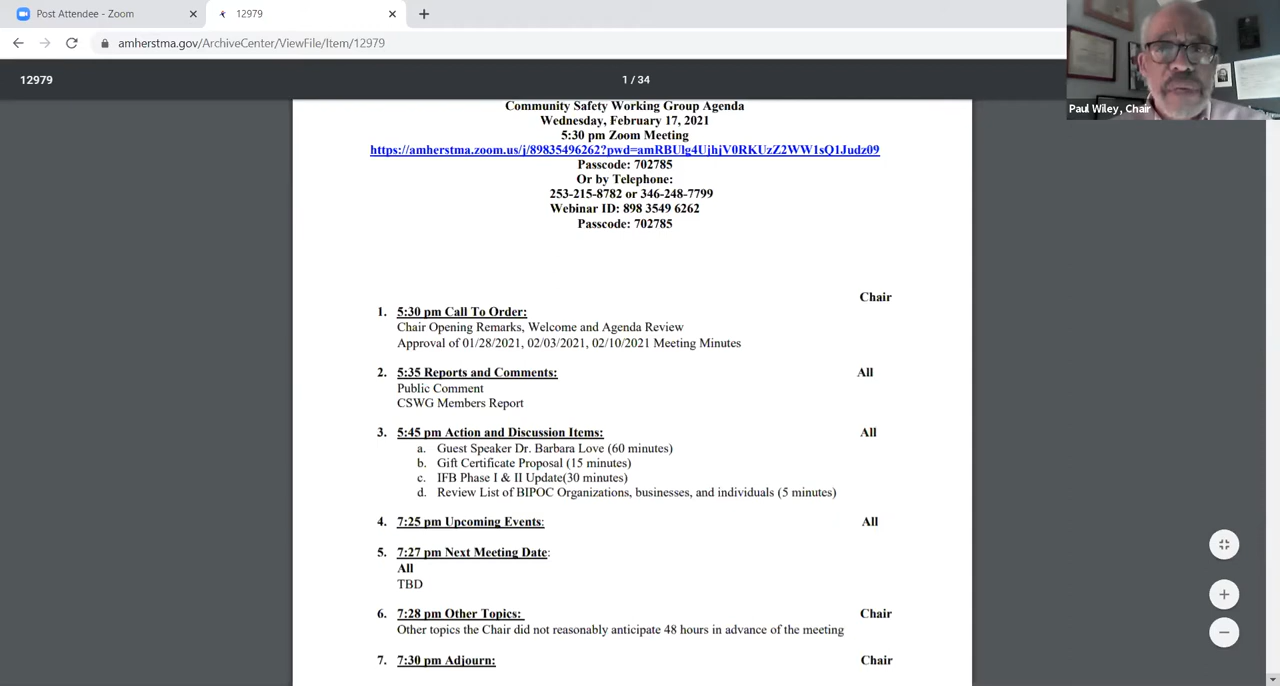 Post Attendee - Zoom
12979
amherstma.gov/ArchiveCenter/ViewFile/Item/12979
12979
1 / 34
Paul Wiley, Chair
Community Safety Working Group Agenda
Wednesday, February 17, 2021
5:30 pm Zoom Meeting
https://amherstma.zoom.us/j/89835496262?pwd=amRBUlg4UjhjV0RKUzZ2WW1sQ1Judz09
Passcode: 702785
Or by Telephone:
253-215-8782 or 346-248-7799
Webinar ID: 898 3549 6262
Passcode: 702785
Chair
1. 5:30 pm Call To Order:
Chair Opening Remarks, Welcome and Agenda Review
Approval of 01/28/2021, 02/03/2021, 02/10/2021 Meeting Minutes
2. 5:35 Reports and Comments: All
Public Comment
CSWG Members Report
3. 5:45 pm Action and Discussion Items: All
a. Guest Speaker Dr. Barbara Love (60 minutes)
b. Gift Certificate Proposal (15 minutes)
c. IFB Phase I & II Update(30 minutes)
d. Review List of BIPOC Organizations, businesses, and individuals (5 minutes)
4. 7:25 pm Upcoming Events: All
5. 7:27 pm Next Meeting Date:
All
TBD
6. 7:28 pm Other Topics: Chair
Other topics the Chair did not reasonably anticipate 48 hours in advance of the meeting
7. 7:30 pm Adjourn: Chair